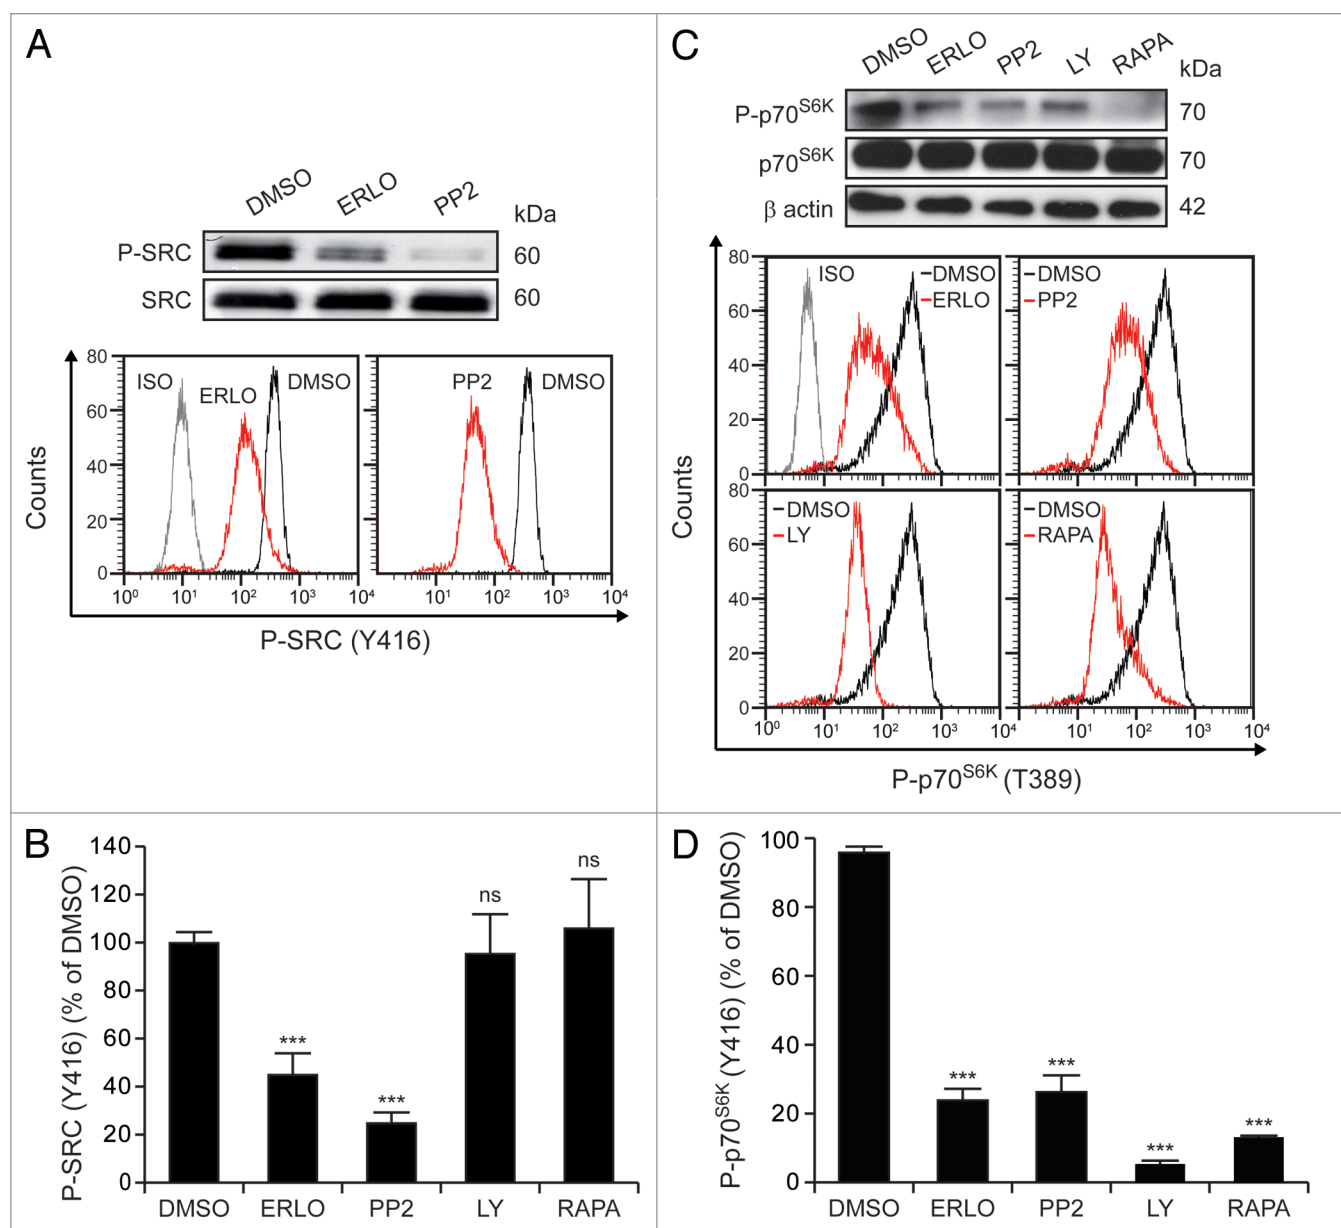 A
DMSO ERLO PP2
kDa
P-SRC 60
SRC 60
80 ISO ERLO DMSO PP2 DMSO
60
40
20
0
Counts
10⁰ 10¹ 10² 10³ 10⁴ 10¹ 10² 10³ 10⁴
P-SRC (Y416)
C
DMSO ERLO PP2 LY RAPA
kDa
P-p70S6K 70
p70S6K 70
β actin 42
80 ISO DMSO DMSO
60 ERLO PP2
40
20
0
Counts
80 DMSO DMSO
60 LY RAPA
40
20
0
10⁰ 10¹ 10² 10³ 10⁴ 10¹ 10² 10³ 10⁴
P-p70S6K (T389)
B
P-SRC (Y416) (% of DMSO)
140
120
100
80
60
40
20
0
*** *** ns ns
DMSO ERLO PP2 LY RAPA
D
P-p70S6K (Y416) (% of DMSO)
100
80
60
40
20
0
*** *** *** ***
DMSO ERLO PP2 LY RAPA